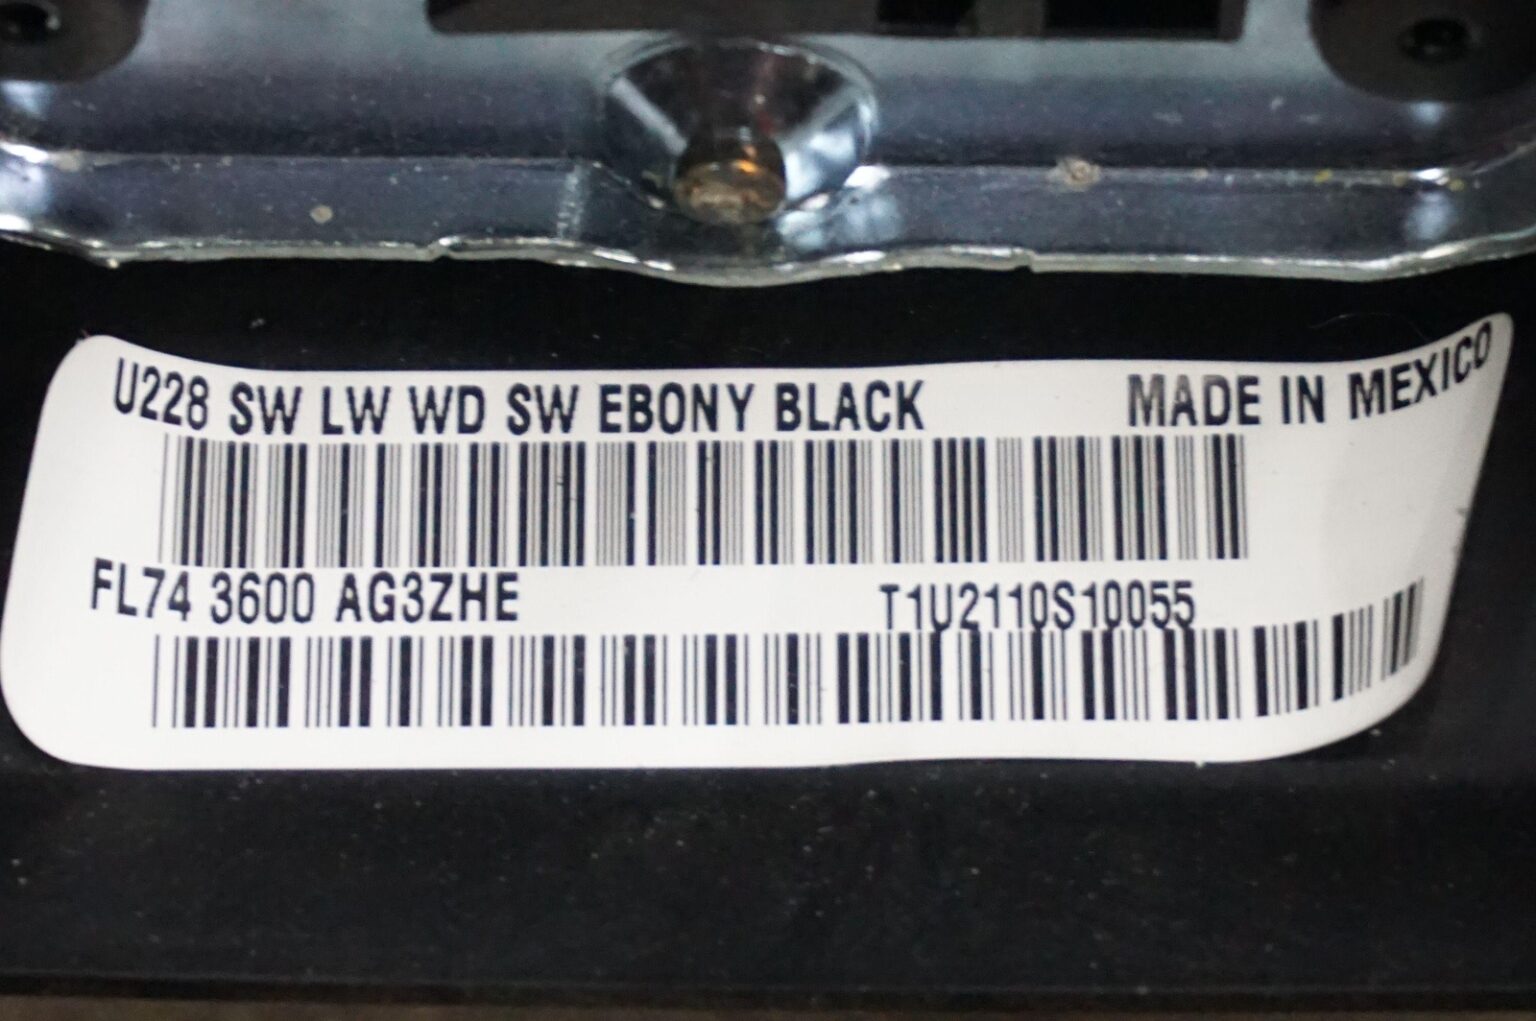 U228 SW LW WD SW EBONY BLACK MADE IN MEXICO
FL74 3600 AG3ZHE T1U2110S10055